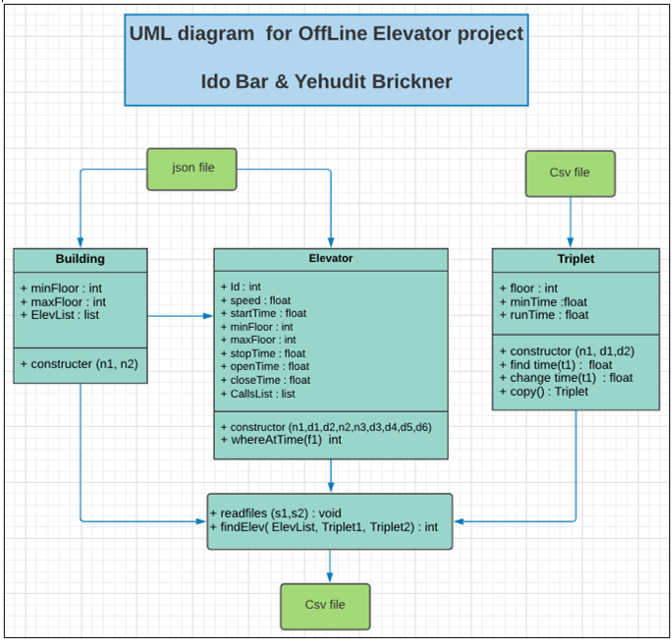 UML diagram for OffLine Elevator project
Ido Bar & Yehudit Brickner
json file
Csv file
Building
+ minFloor : int
+ maxFloor : int
+ ElevList : list
+ constructer (n1, n2)
Elevator
+ Id : int
+ speed : float
+ startTime : float
+ minFloor : int
+ maxFloor : int
+ stopTime : float
+ openTime : float
+ closeTime : float
+ CallsList : list
+ constructor (n1,d1,d2,n2,n3,d3,d4,d5,d6)
+ whereAtTime(f1) int
Triplet
+ floor : int
+ minTime :float
+ runTime : float
+ constructor (n1, d1,d2)
+ find time(t1) : float
+ change time(t1) : float
+ copy() : Triplet
+ readfiles (s1,s2) : void
+ findElev( ElevList, Triplet1, Triplet2) : int
Csv file